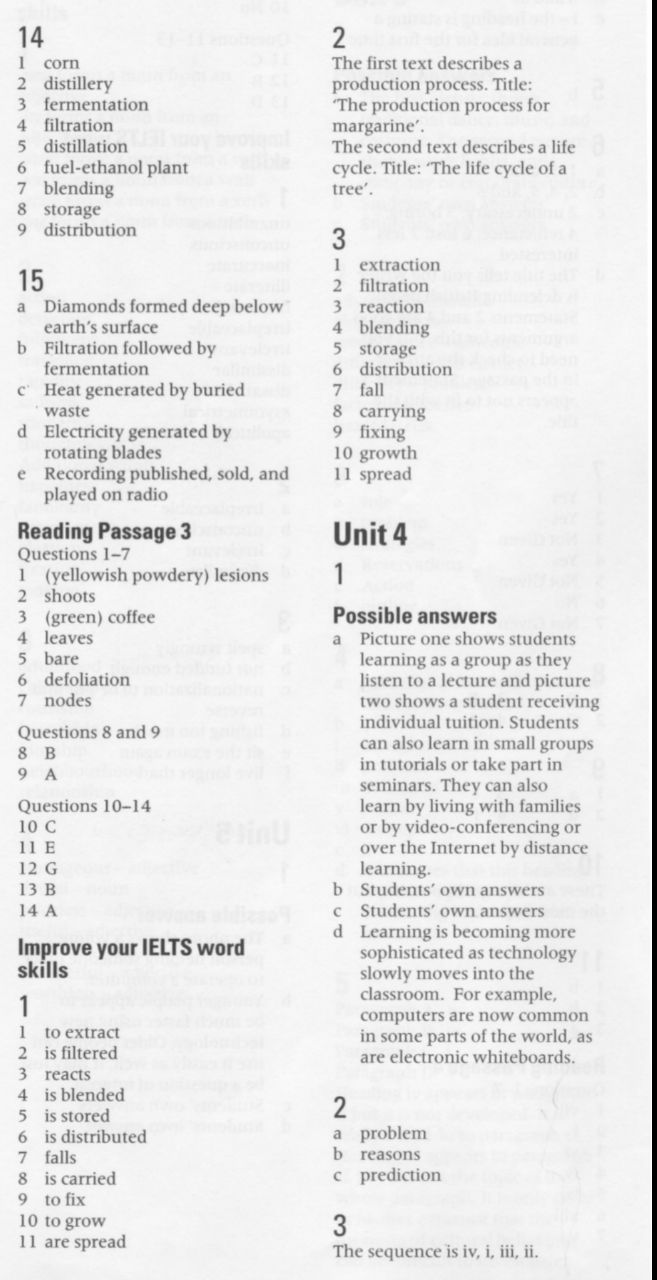 14
1 corn
2 distillery
3 fermentation
4 filtration
5 distillation
6 fuel-ethanol plant
7 blending
8 storage
9 distribution
15
a Diamonds formed deep below
earth's surface
b Filtration followed by
fermentation
c Heat generated by buried
waste
d Electricity generated by
rotating blades
e Recording published, sold, and
played on radio
Reading Passage 3
Questions 1–7
1 (yellowish powdery) lesions
2 shoots
3 (green) coffee
4 leaves
5 bare
6 defoliation
7 nodes
Questions 8 and 9
8 B
9 A
Questions 10–14
10 C
11 E
12 G
13 B
14 A
Improve your IELTS word
skills
1
1 to extract
2 is filtered
3 reacts
4 is blended
5 is stored
6 is distributed
7 falls
8 is carried
9 to fix
10 to grow
11 are spread
2
The first text describes a
production process. Title:
'The production process for
margarine'.
The second text describes a life
cycle. Title: 'The life cycle of a
tree'.
3
1 extraction
2 filtration
3 reaction
4 blending
5 storage
6 distribution
7 fall
8 carrying
9 fixing
10 growth
11 spread
Unit 4
1
Possible answers
a Picture one shows students
learning as a group as they
listen to a lecture and picture
two shows a student receiving
individual tuition. Students
can also learn in small groups
in tutorials or take part in
seminars. They can also
learn by living with families
or by video-conferencing or
over the Internet by distance
learning.
b Students' own answers
c Students' own answers
d Learning is becoming more
sophisticated as technology
slowly moves into the
classroom. For example,
computers are now common
in some parts of the world, as
are electronic whiteboards.
2
a problem
b reasons
c prediction
3
The sequence is iv, i, iii, ii.